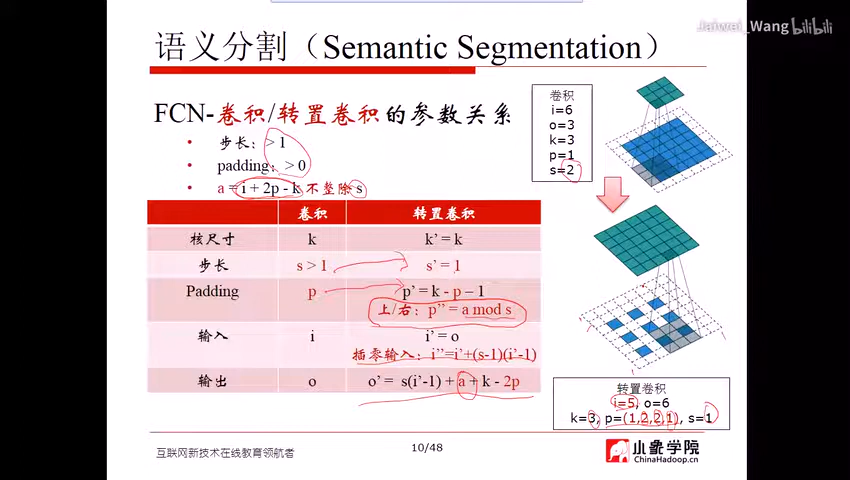 Jaiwei_Wang bilibili
语义分割（Semantic Segmentation）
FCN-卷积/转置卷积的参数关系
• 步长：> 1
• padding：> 0
• a = i + 2p - k 不整除 s
卷积
i=6
o=3
k=3
p=1
s=2
卷积 转置卷积
核尺寸 k k’ = k
步长 s > 1 s’ = 1
Padding p p’ = k - p – 1
上/右：p’’ = a mod s
输入 i i’ = o
插零输入：i’’=i’+(s-1)(i’-1)
输出 o o’ = s(i’-1) + a + k - 2p
转置卷积
i=5, o=6
k=3, p=(1,2,2,1), s=1
互联网新技术在线教育领航者
10/48
小象学院
ChinaHadoop.cn